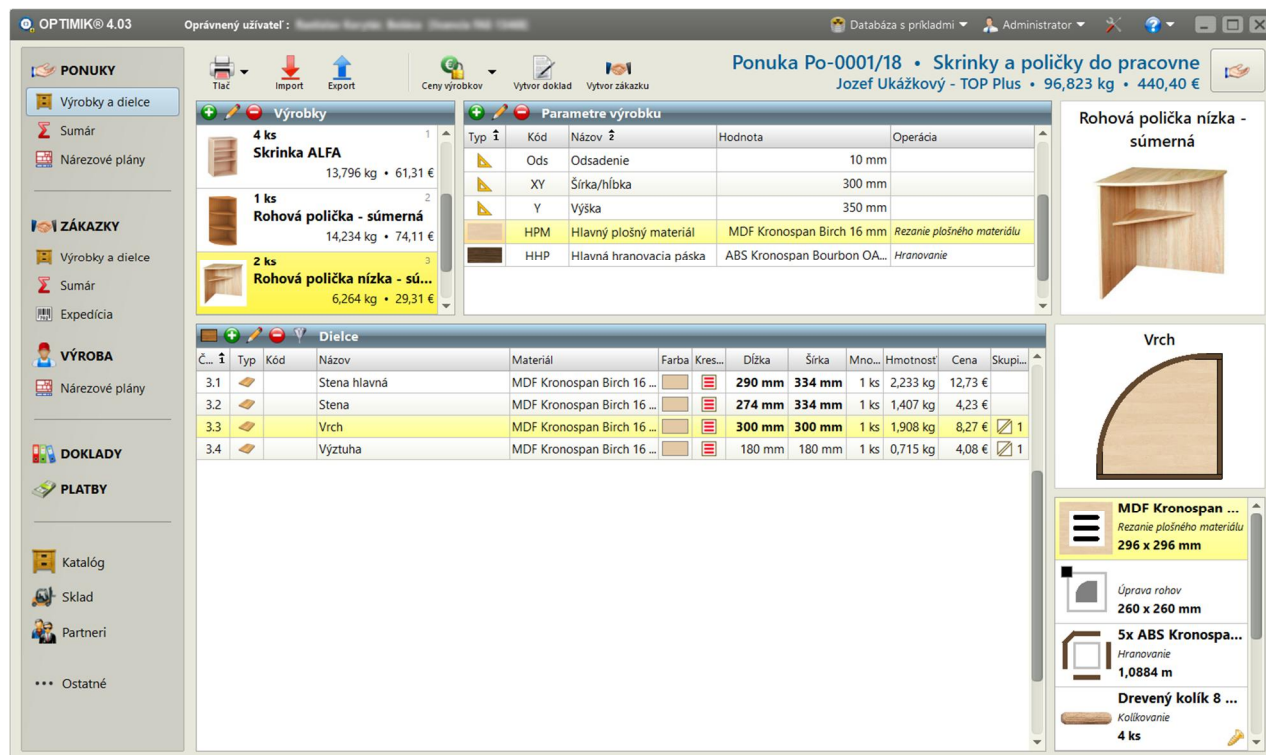 OPTIMIK® 4.03
Oprávnený užívateľ :
Databáza s príkladmi
Administrator
PONUKY
Výrobky a dielce
Sumár
Nárezové plány
ZÁKAZKY
Výrobky a dielce
Sumár
Expedícia
VÝROBA
Nárezové plány
DOKLADY
PLATBY
Katalóg
Sklad
Partneri
Ostatné
Tlač
Import
Export
Ceny výrobkov
Vytvor doklad
Vytvor zákazku
Ponuka Po-0001/18 • Skrinky a poličky do pracovne
Jozef Ukážkový - TOP Plus • 96,823 kg • 440,40 €
Výrobky
4 ks 1
Skrinka ALFA
13,796 kg • 61,31 €
1 ks 2
Rohová polička - súmerná
14,234 kg • 74,11 €
2 ks 3
Rohová polička nízka - sú...
6,264 kg • 29,31 €
Parametre výrobku
Typ 1 Kód Názov 2 Hodnota Operácia
Ods Odsadenie 10 mm
XY Šírka/hĺbka 300 mm
Y Výška 350 mm
HPM Hlavný plošný materiál MDF Kronospan Birch 16 mm Rezanie plošného materiálu
HHP Hlavná hranovacia páska ABS Kronospan Bourbon OA... Hranovanie
Rohová polička nízka -
súmerná
Dielce
Č... 1 Typ Kód Názov Materiál Farba Kres... Dĺžka Šírka Mno... Hmotnosť Cena Skupi...
3.1 Stena hlavná MDF Kronospan Birch 16 ... 290 mm 334 mm 1 ks 2,233 kg 12,73 €
3.2 Stena MDF Kronospan Birch 16 ... 274 mm 334 mm 1 ks 1,407 kg 4,23 €
3.3 Vrch MDF Kronospan Birch 16 ... 300 mm 300 mm 1 ks 1,908 kg 8,27 € 1
3.4 Výztuha MDF Kronospan Birch 16 ... 180 mm 180 mm 1 ks 0,715 kg 4,08 € 1
Vrch
MDF Kronospan ...
Rezanie plošného materiálu
296 x 296 mm
Úprava rohov
260 x 260 mm
5x ABS Kronospa...
Hranovanie
1,0884 m
Drevený kolík 8 ...
Kolíkovanie
4 ks